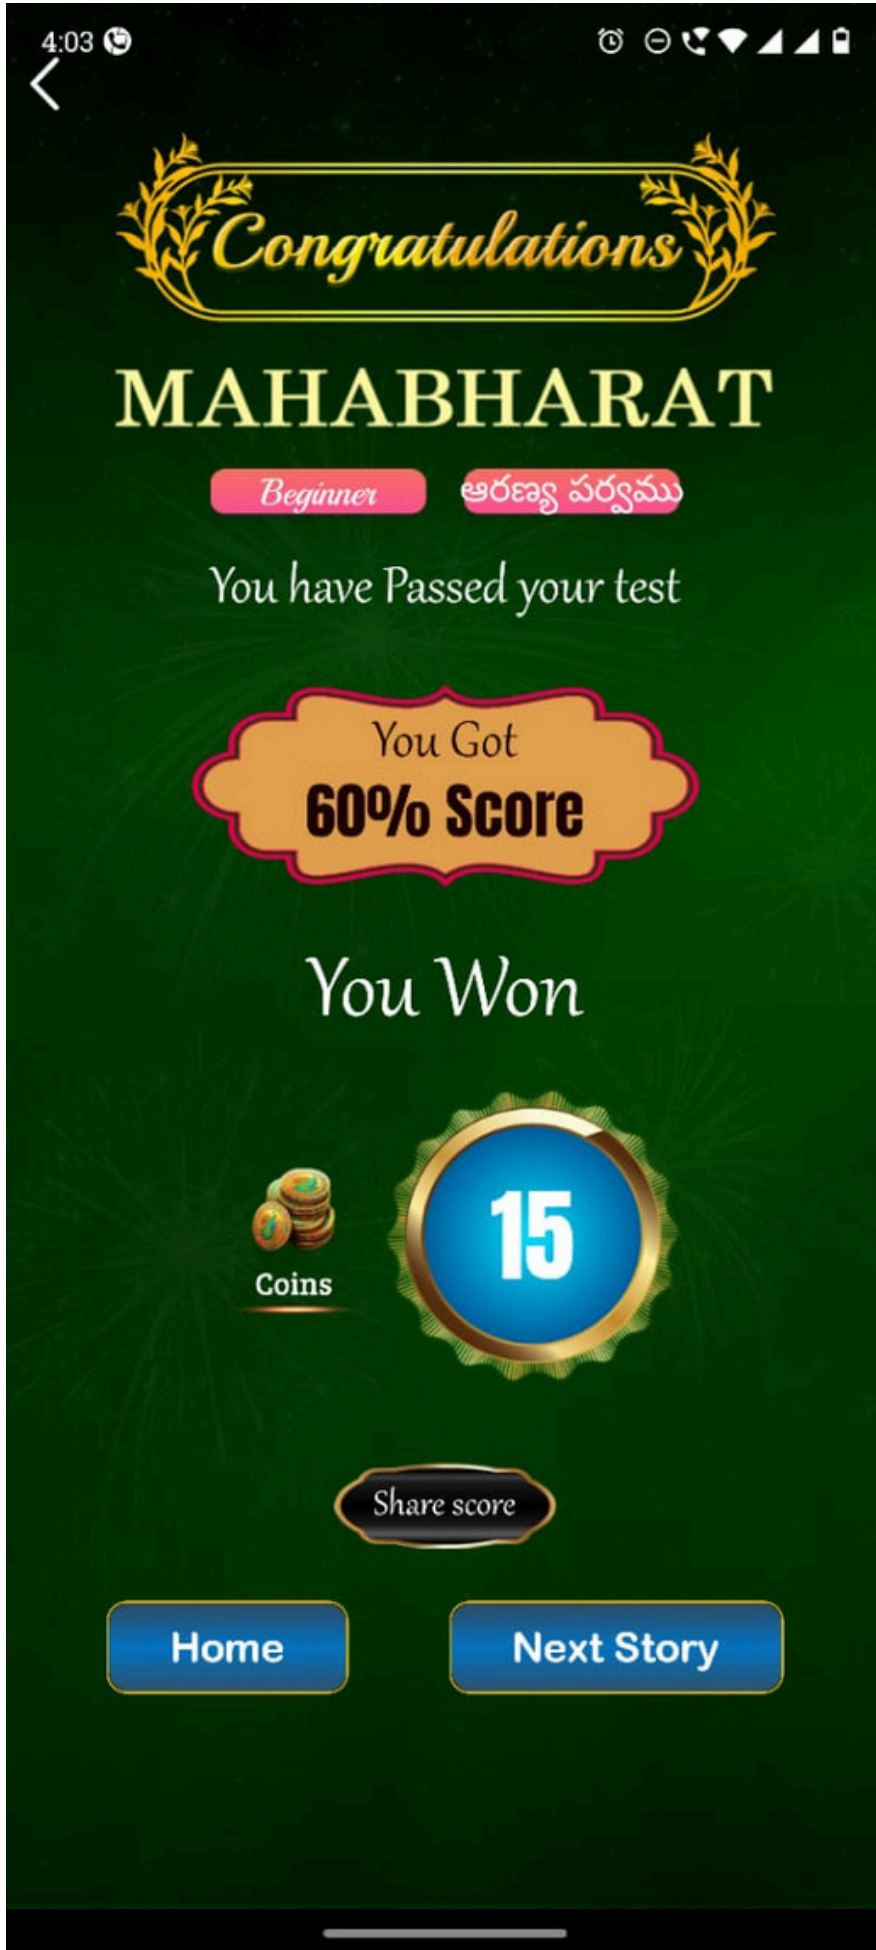 4:03
Congratulations
MAHABHARAT
Beginner ఆరణ్య పర్వము
You have Passed your test
You Got
60% Score
You Won
15
Coins
Share score
Home Next Story